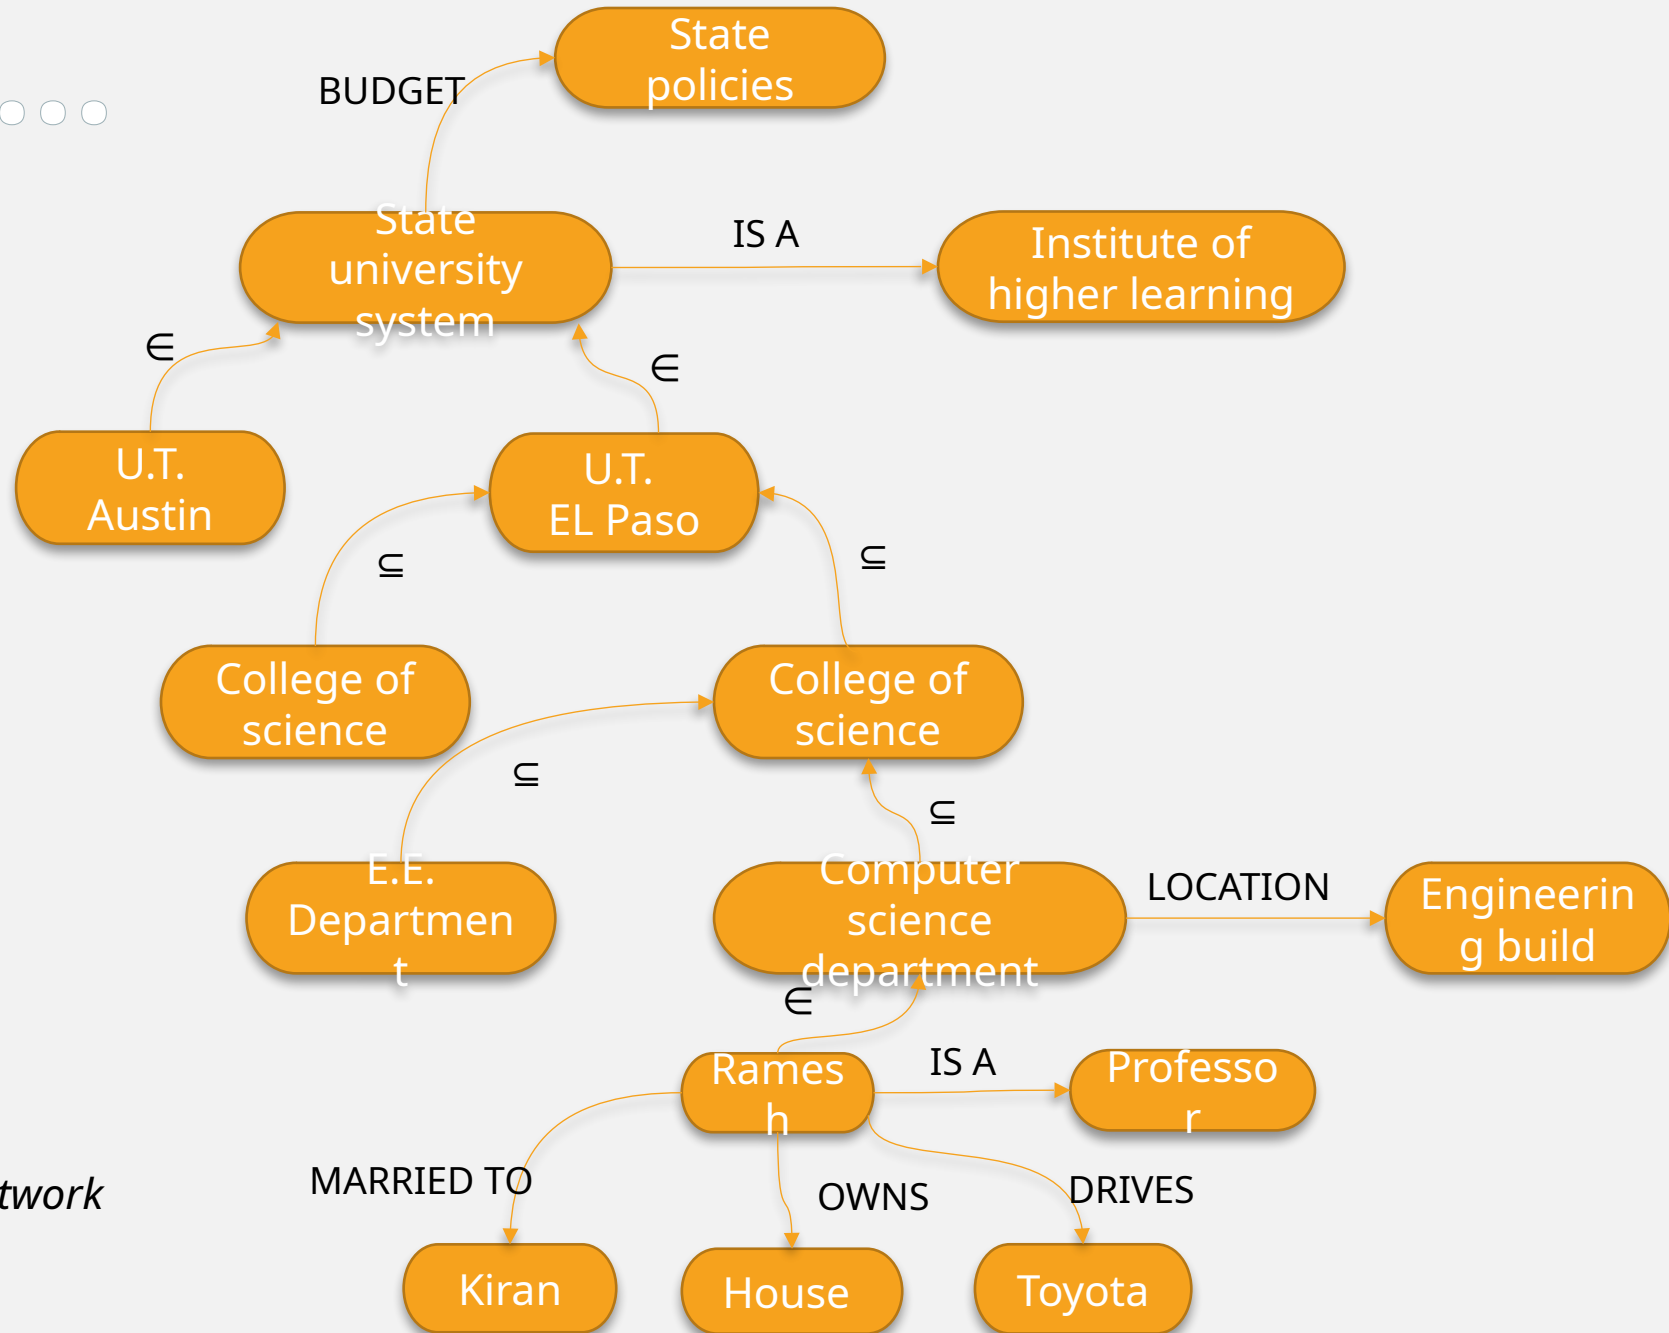 State
policies
BUDGET
State
university
system
IS A
Institute of
higher learning
∈
∈
U.T.
Austin
U.T.
EL Paso
⊆
⊆
College of
science
College of
science
⊆
⊆
E.E.
Departmen
t
Computer
science
department
LOCATION
Engineerin
g build
∈
Rames
h
IS A
Professo
r
twork
MARRIED TO
OWNS
DRIVES
Kiran
House
Toyota